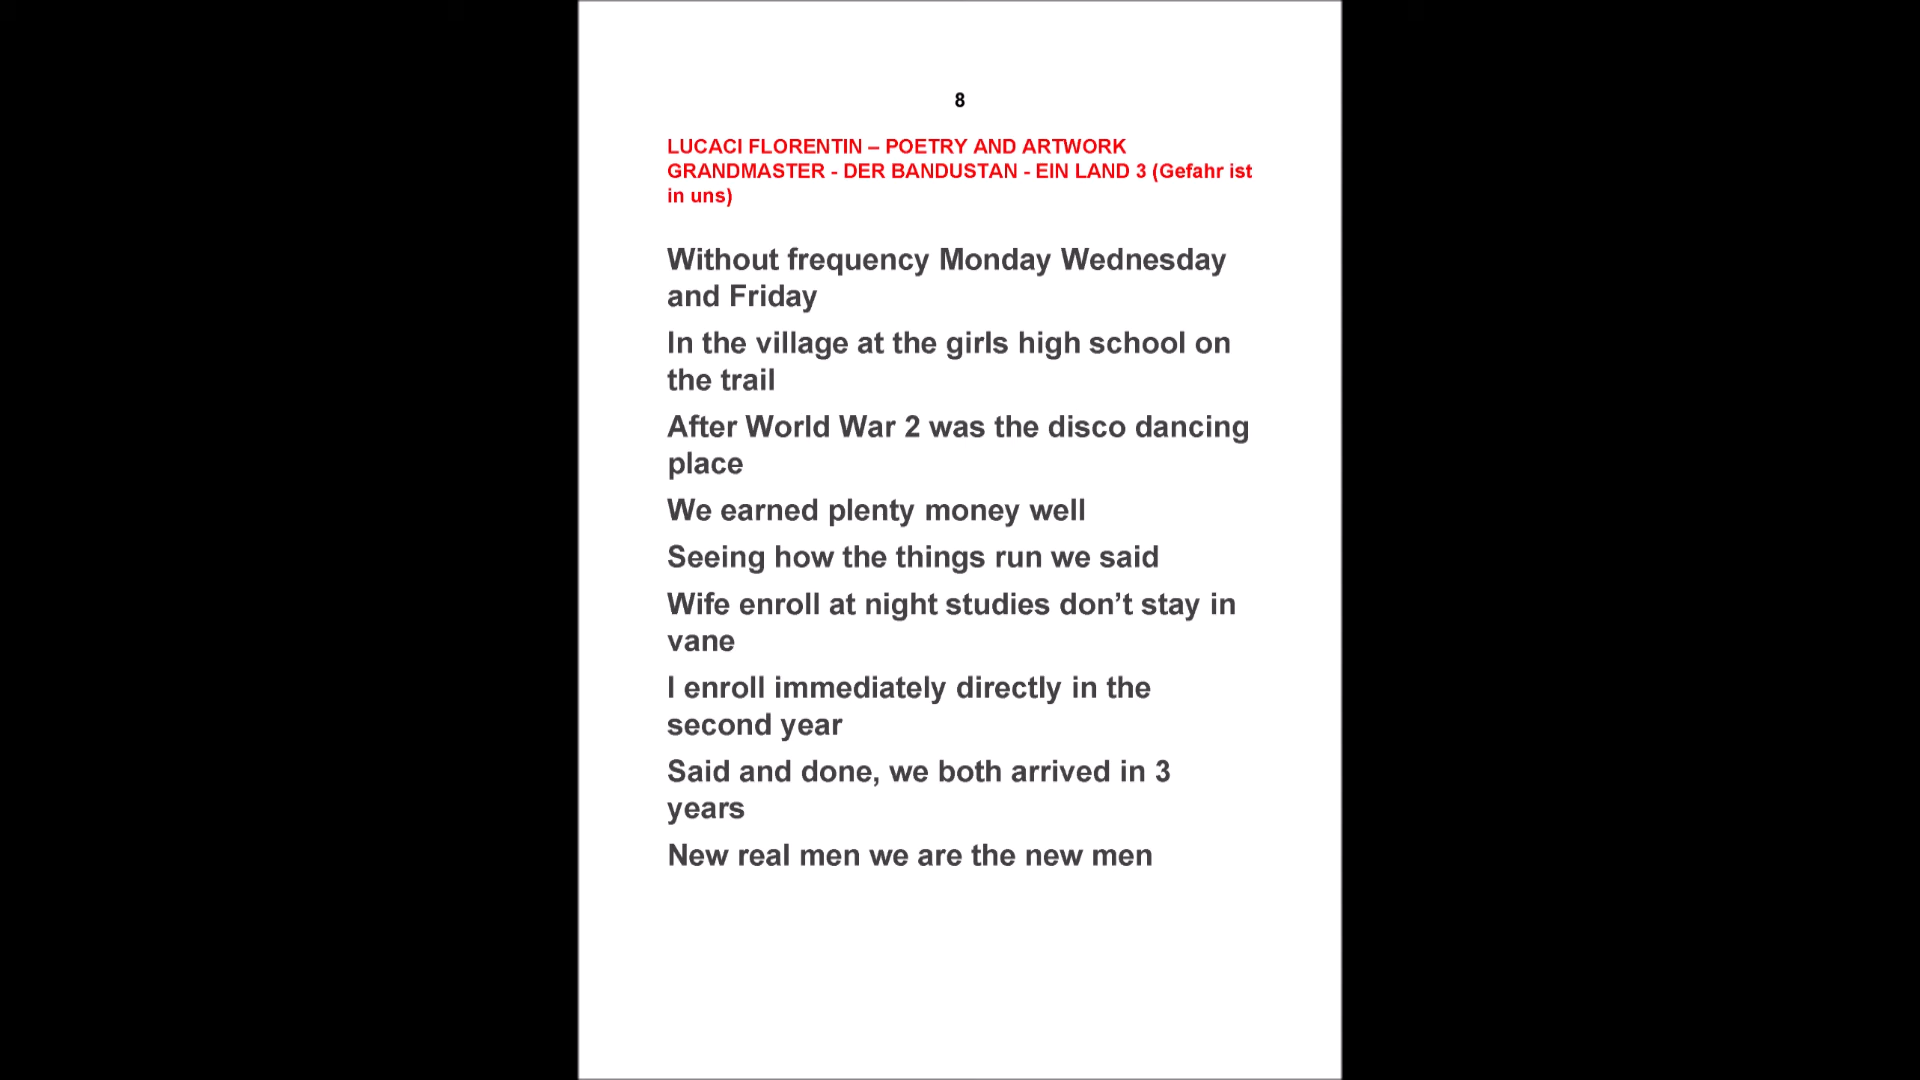 8
LUCACI FLORENTIN – POETRY AND ARTWORK
GRANDMASTER - DER BANDUSTAN - EIN LAND 3 (Gefahr ist
in uns)
Without frequency Monday Wednesday
and Friday
In the village at the girls high school on
the trail
After World War 2 was the disco dancing
place
We earned plenty money well
Seeing how the things run we said
Wife enroll at night studies don’t stay in
vane
I enroll immediately directly in the
second year
Said and done, we both arrived in 3
years
New real men we are the new men